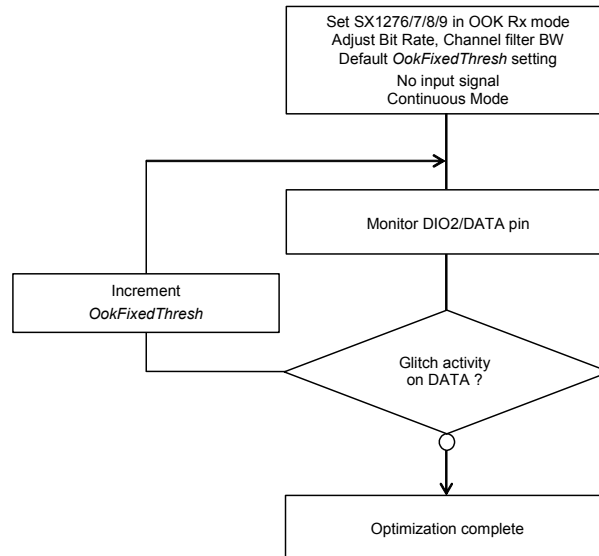 Set SX1276/7/8/9 in OOK Rx mode
Adjust Bit Rate, Channel filter BW
Default OokFixedThresh setting
No input signal
Continuous Mode
Monitor DIO2/DATA pin
Increment
OokFixedThresh
Glitch activity
on DATA ?
Optimization complete